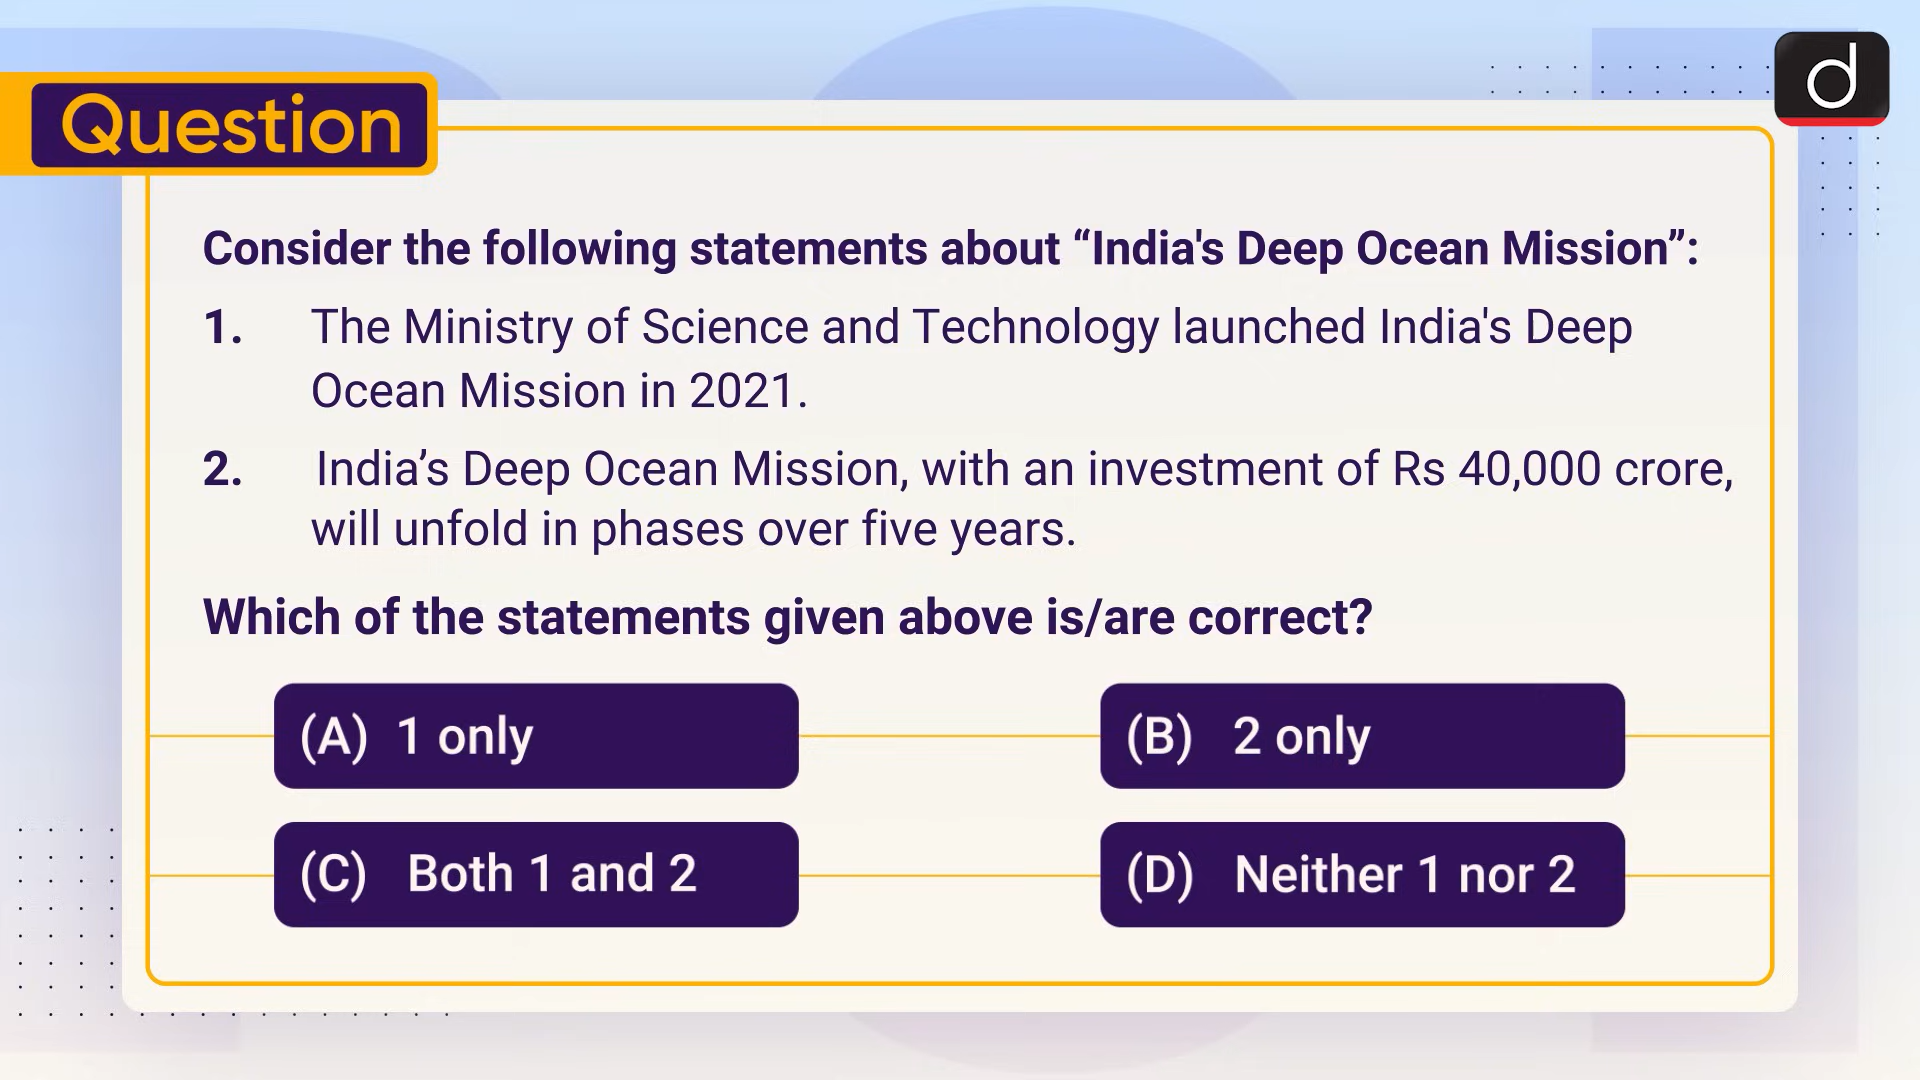 Question
d
Consider the following statements about “India's Deep Ocean Mission”:
1. The Ministry of Science and Technology launched India's Deep
Ocean Mission in 2021.
2. India’s Deep Ocean Mission, with an investment of Rs 40,000 crore,
will unfold in phases over five years.
Which of the statements given above is/are correct?
(A) 1 only
(B) 2 only
(C) Both 1 and 2
(D) Neither 1 nor 2